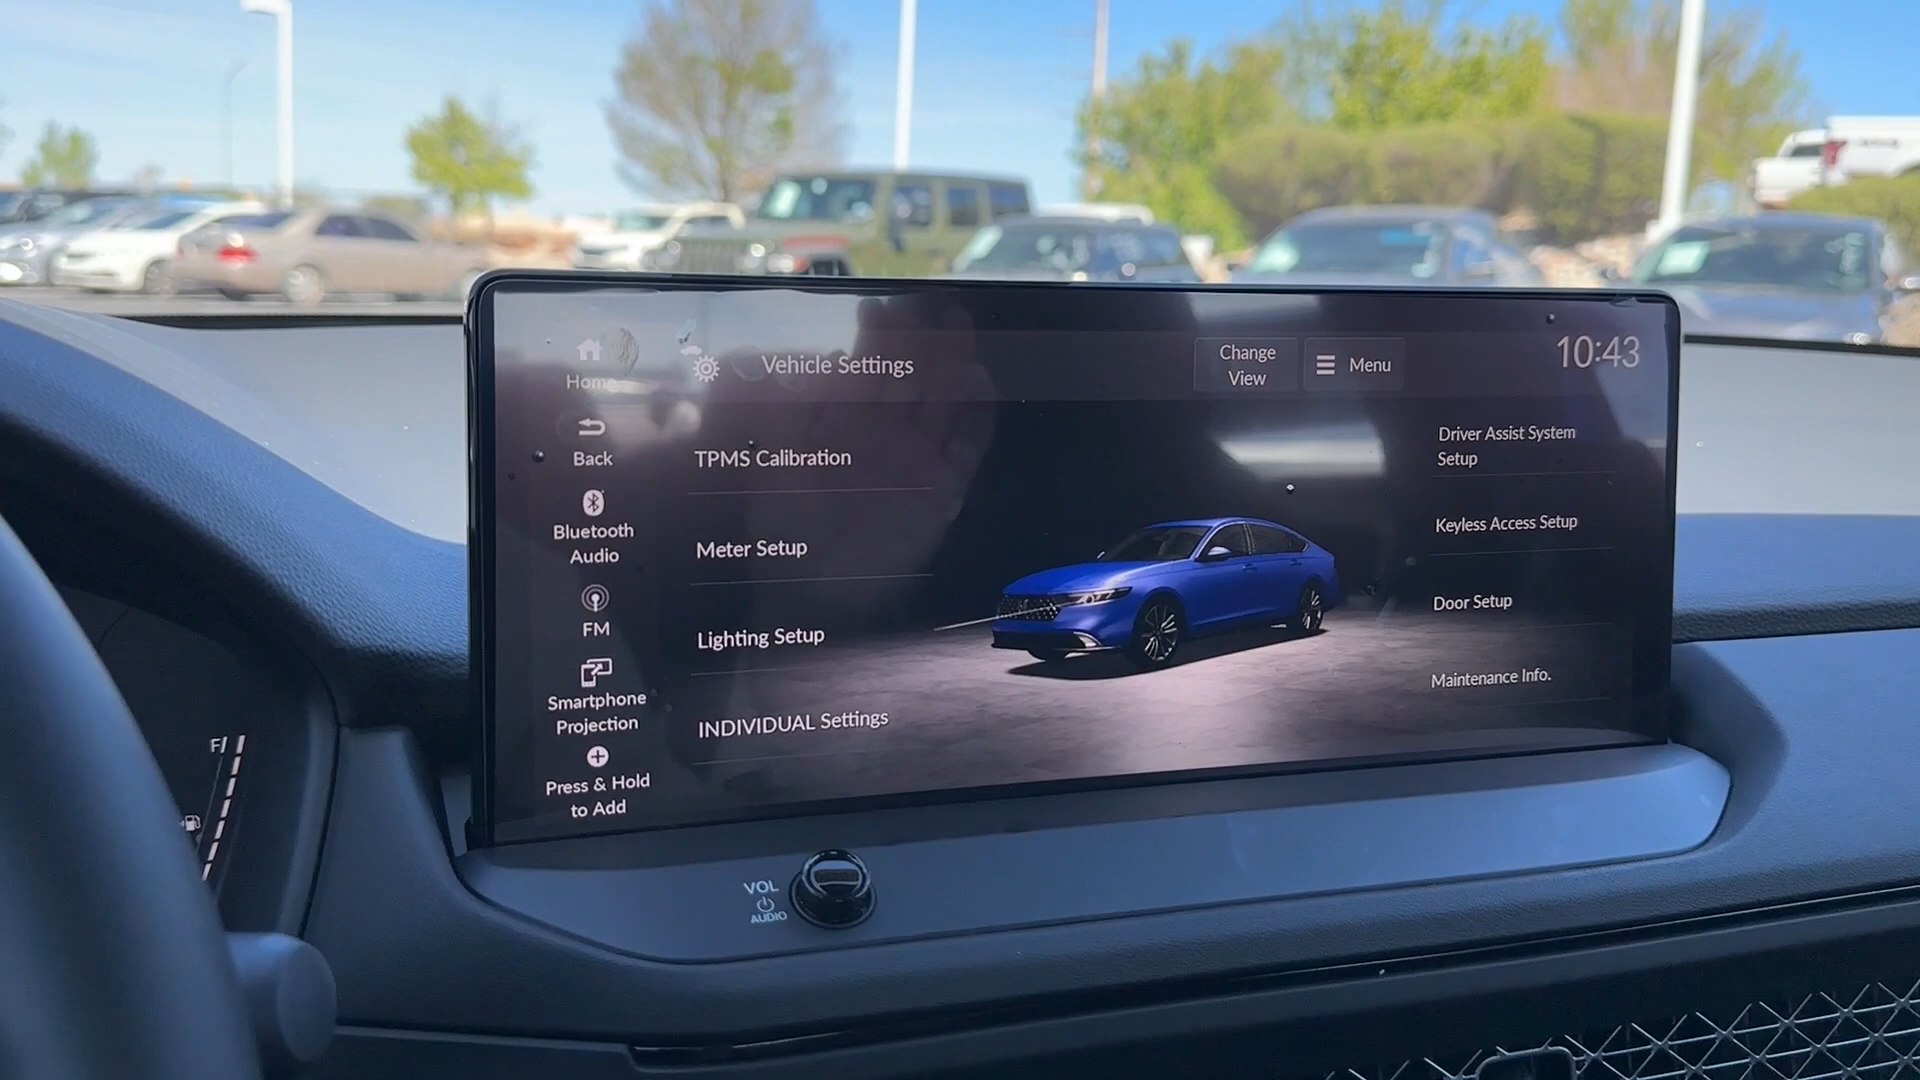 Home
Vehicle Settings
Change
View
Menu
10:43
Back
Bluetooth
Audio
FM
Smartphone
Projection
Press & Hold
to Add
TPMS Calibration
Meter Setup
Lighting Setup
INDIVIDUAL Settings
Driver Assist System
Setup
Keyless Access Setup
Door Setup
Maintenance Info.
F
VOL
AUDIO